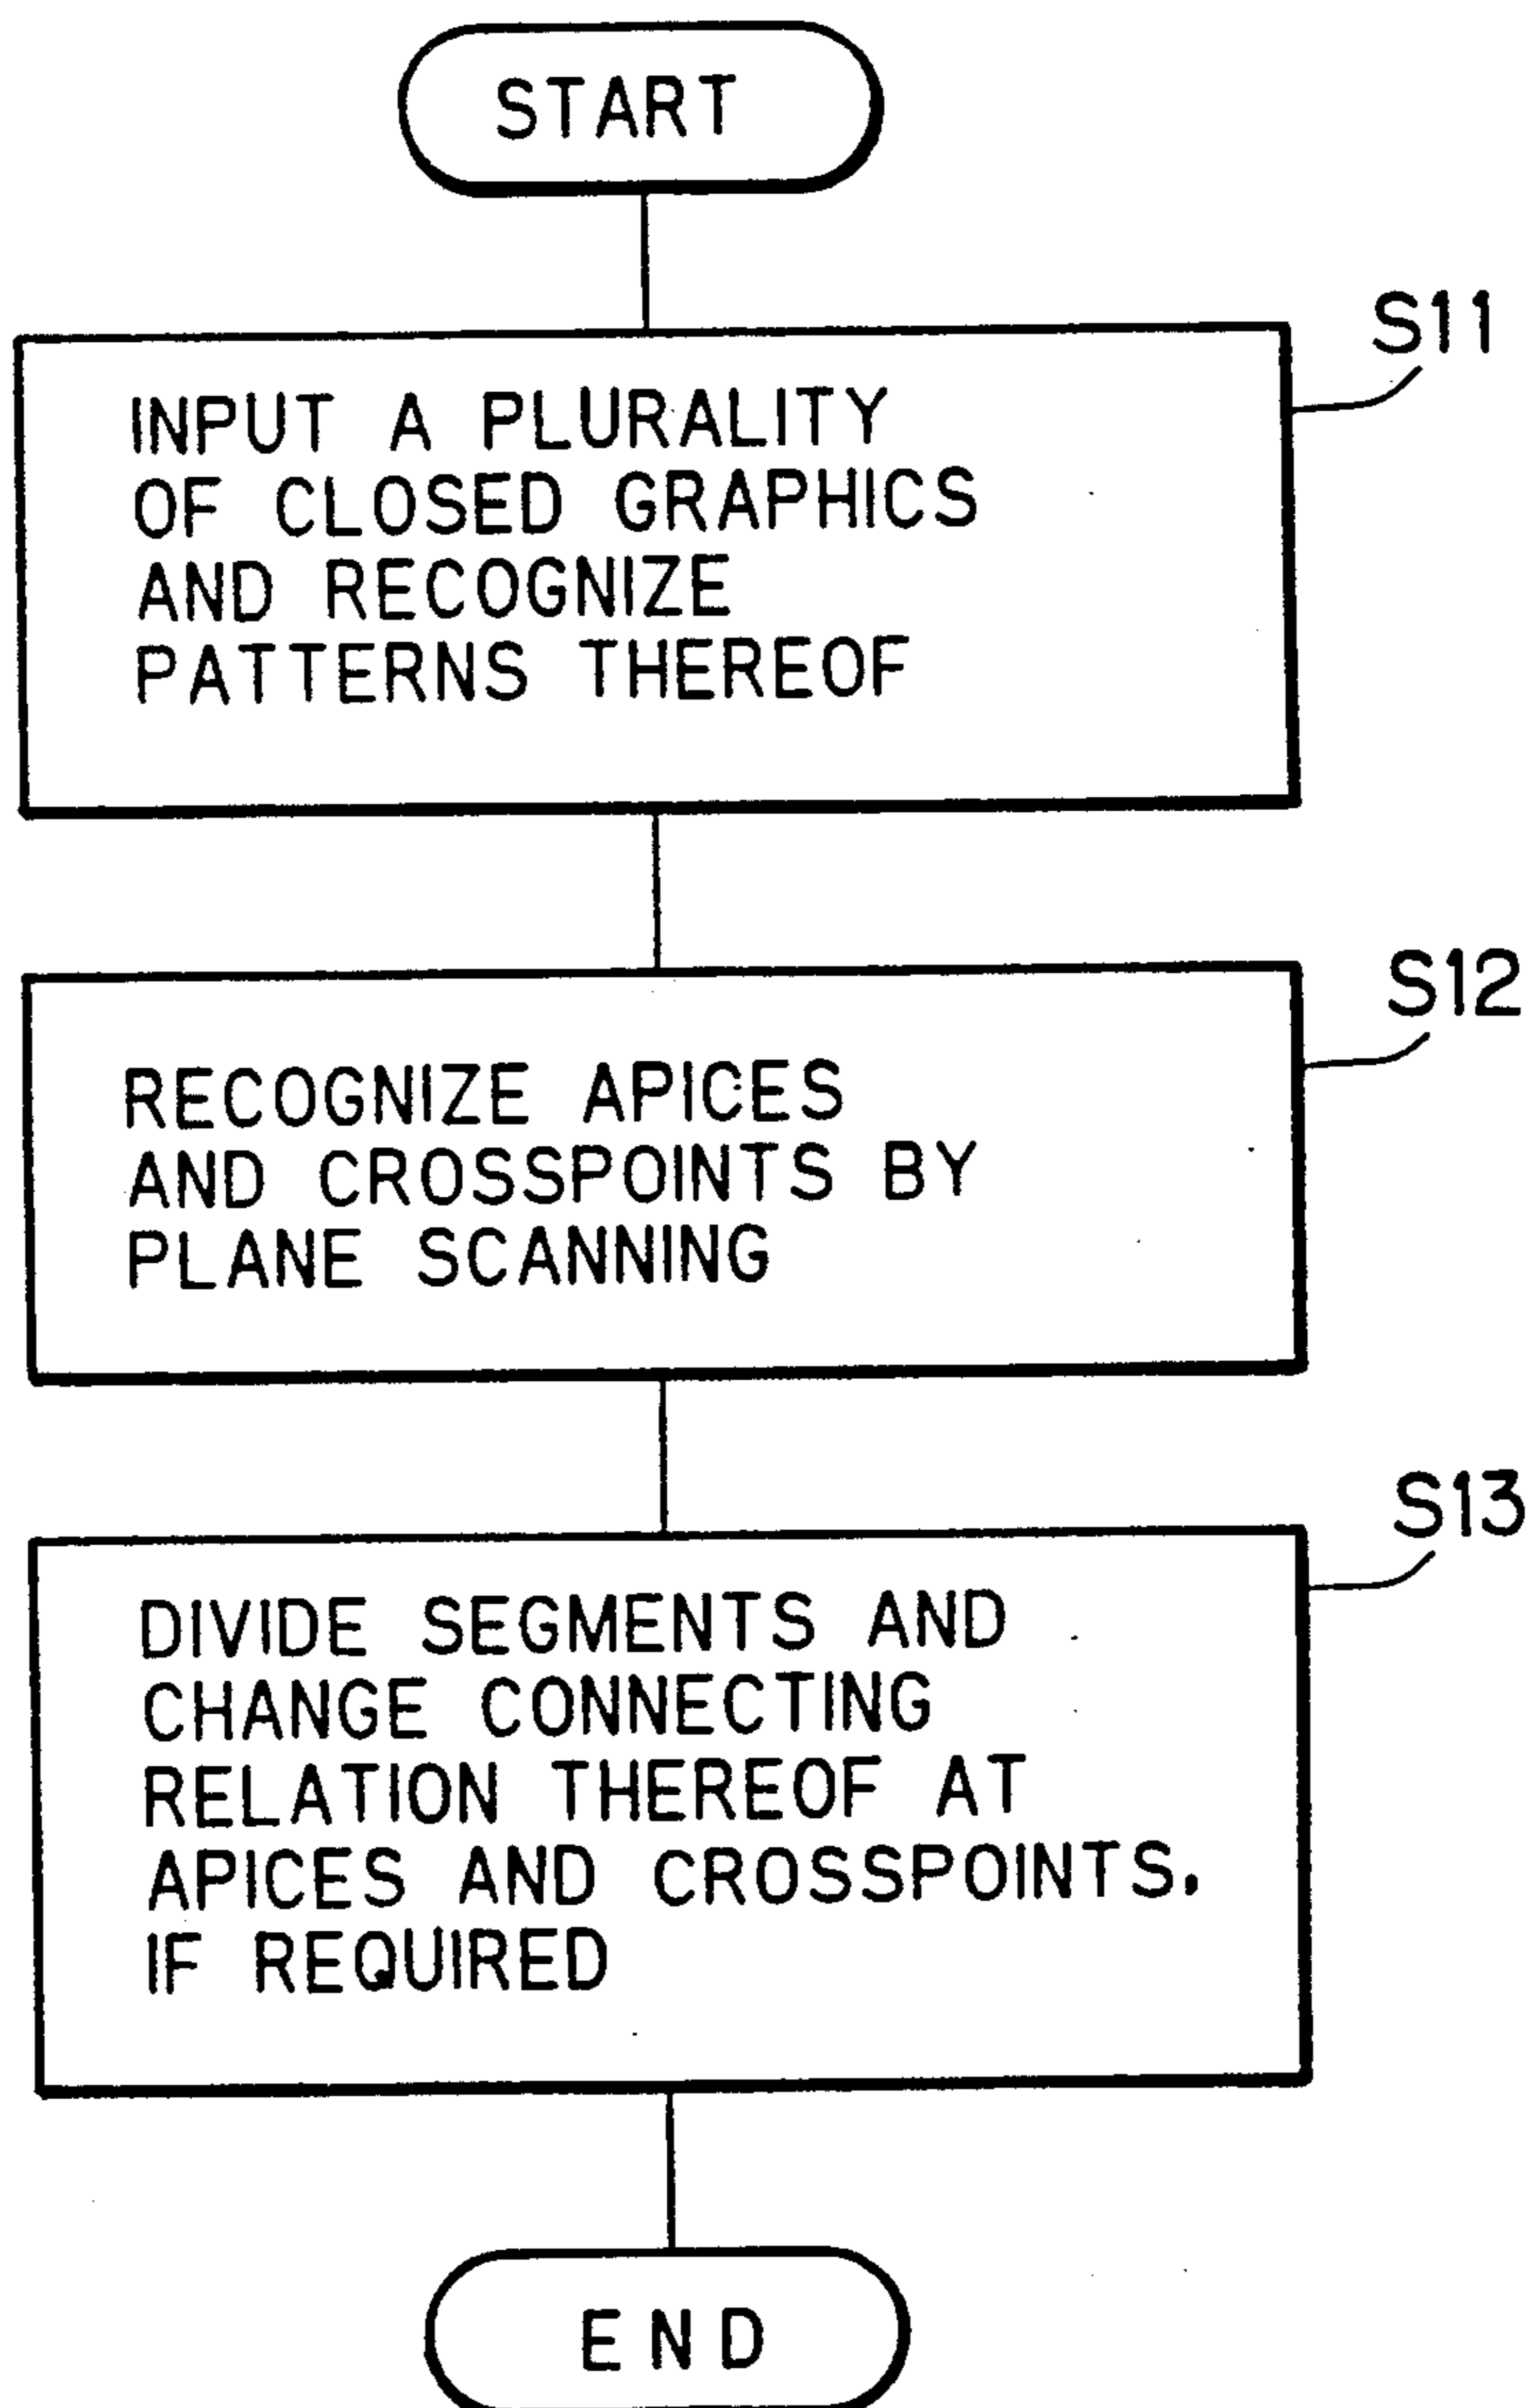 START
S11
INPUT A PLURALITY
OF CLOSED GRAPHICS
AND RECOGNIZE
PATTERNS THEREOF
S12
RECOGNIZE APICES
AND CROSSPOINTS BY
PLANE SCANNING
S13
DIVIDE SEGMENTS AND
CHANGE CONNECTING
RELATION THEREOF AT
APICES AND CROSSPOINTS.
IF REQUIRED
END